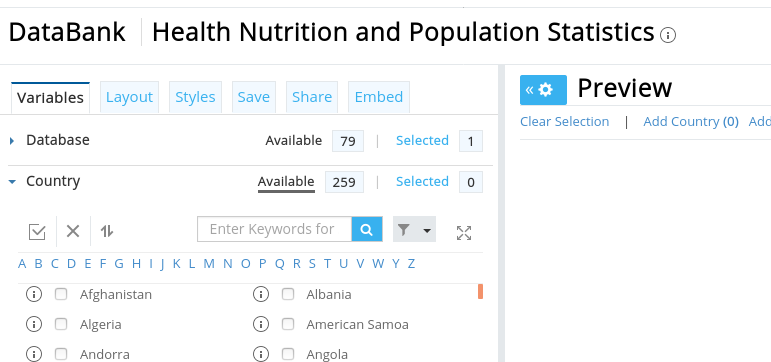 DataBank Health Nutrition and Population Statistics
Variables Layout Styles Save Share Embed
« Preview
Clear Selection | Add Country (0) Add
Database Available 79 | Selected 1
Country Available 259 | Selected 0
Enter Keywords for
A B C D E F G H I J K L M N O P Q R S T U V W Y Z
Afghanistan Albania
Algeria American Samoa
Andorra Angola